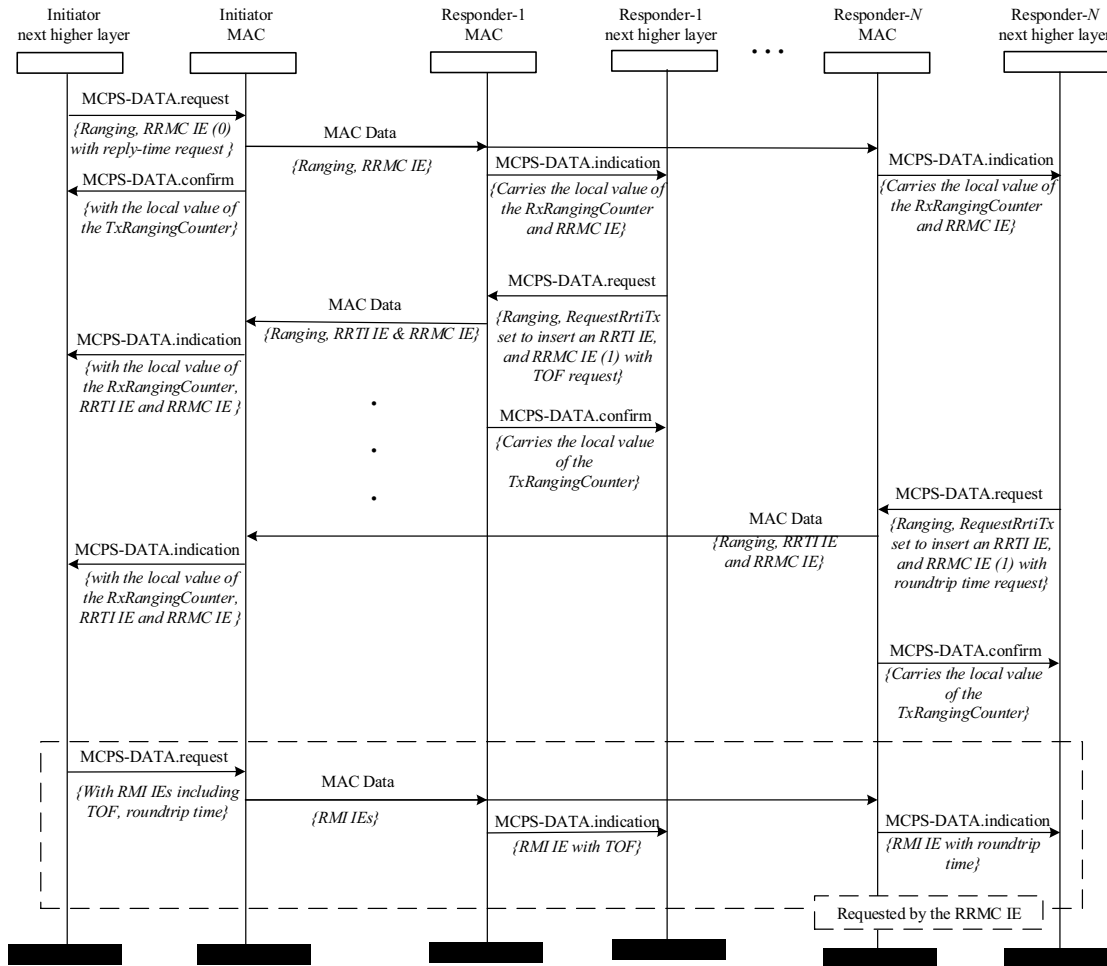 Initiator
next higher layer
Initiator
MAC
Responder-1
MAC
Responder-1
next higher layer
• • •
Responder-N
MAC
Responder-N
next higher layer
MCPS-DATA.request
{Ranging, RRMC IE (0)
with reply-time request }
MAC Data
{Ranging, RRMC IE}
MCPS-DATA.confirm
{with the local value of
the TxRangingCounter}
MCPS-DATA.indication
{Carries the local value of
the RxRangingCounter
and RRMC IE}
MCPS-DATA.indication
{Carries the local value of
the RxRangingCounter
and RRMC IE}
MCPS-DATA.request
{Ranging, RequestRrtiTx
set to insert an RRTI IE,
and RRMC IE (1) with
TOF request}
MAC Data
{Ranging, RRTI IE & RRMC IE}
MCPS-DATA.indication
{with the local value of
the RxRangingCounter,
RRTI IE and RRMC IE }
MCPS-DATA.confirm
{Carries the local value
of the
TxRangingCounter}
MCPS-DATA.request
{Ranging, RequestRrtiTx
set to insert an RRTI IE,
and RRMC IE (1) with
roundtrip time request}
MAC Data
{Ranging, RRTI IE
and RRMC IE}
MCPS-DATA.indication
{with the local value of
the RxRangingCounter,
RRTI IE and RRMC IE }
MCPS-DATA.confirm
{Carries the local value
of the
TxRangingCounter}
MCPS-DATA.request
{With RMI IEs including
TOF, roundtrip time}
MAC Data
{RMI IEs}
MCPS-DATA.indication
{RMI IE with TOF}
MCPS-DATA.indication
{RMI IE with roundtrip
time}
Requested by the RRMC IE